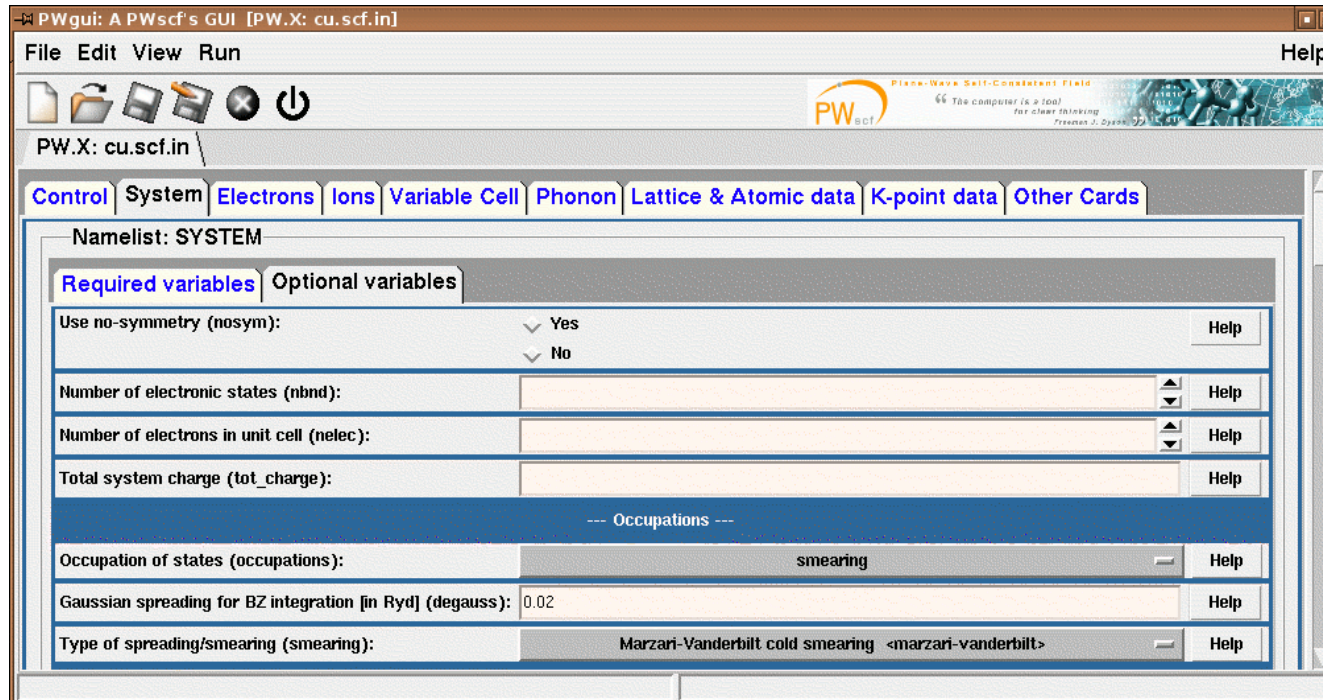 PWgui: A PWscf's GUI [PW.X: cu.scf.in]
File Edit View Run Help
Plane-Wave Self-Consistent Field
PWscf
“ The computer is a tool
for clear thinking
Freeman J. Dyson ”
PW.X: cu.scf.in
Control System Electrons Ions Variable Cell Phonon Lattice & Atomic data K-point data Other Cards
Namelist: SYSTEM
Required variables Optional variables
Use no-symmetry (nosym): Yes Help
No
Number of electronic states (nbnd): Help
Number of electrons in unit cell (nelec): Help
Total system charge (tot_charge): Help
--- Occupations ---
Occupation of states (occupations): smearing Help
Gaussian spreading for BZ integration [in Ryd] (degauss): 0.02 Help
Type of spreading/smearing (smearing): Marzari-Vanderbilt cold smearing <marzari-vanderbilt> Help